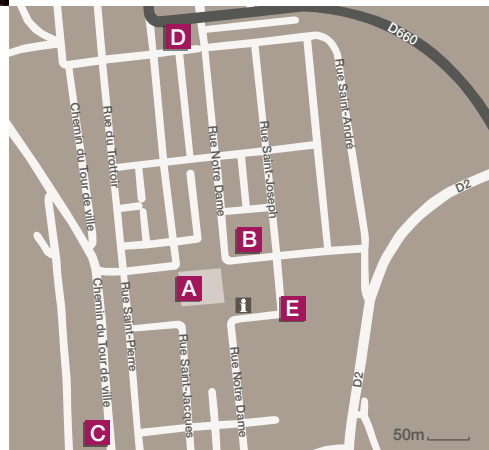 D
D660
Chemin du Tour de ville
Rue du Trottoir
Rue Notre Dame
Rue Saint-Joseph
Rue Saint-André
D2
B
A
i
E
Chemin du Tour de ville
Rue Saint-Pierre
Rue Saint-Jacques
Rue Notre Dame
D2
C
50m